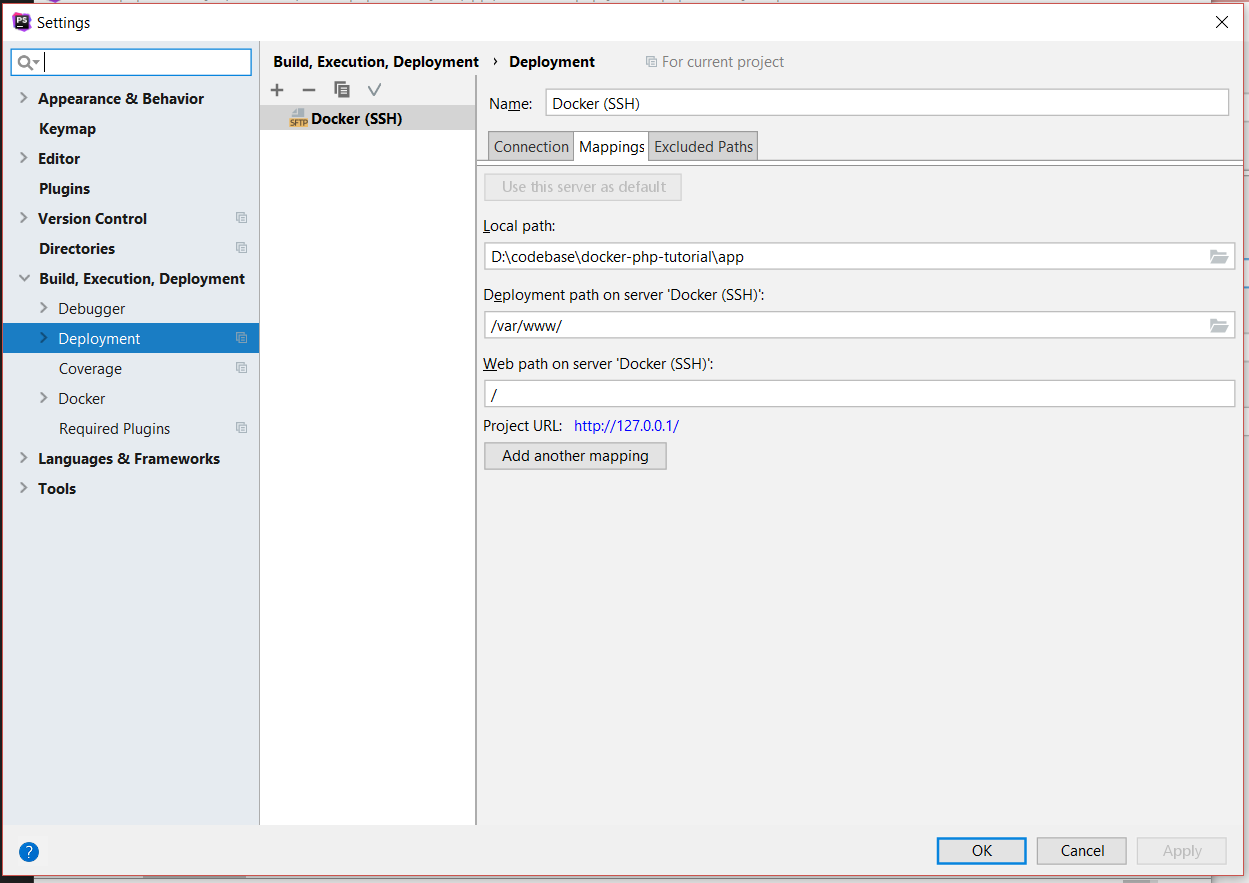 PS Settings
Build, Execution, Deployment › Deployment For current project
Appearance & Behavior
Keymap
Editor
Plugins
Version Control
Directories
Build, Execution, Deployment
Debugger
Deployment
Coverage
Docker
Required Plugins
Languages & Frameworks
Tools
SFTP Docker (SSH)
Name: Docker (SSH)
Connection Mappings Excluded Paths
Use this server as default
Local path:
D:\codebase\docker-php-tutorial\app
Deployment path on server 'Docker (SSH)':
/var/www/
Web path on server 'Docker (SSH)':
/
Project URL: http://127.0.0.1/
Add another mapping
? OK Cancel Apply